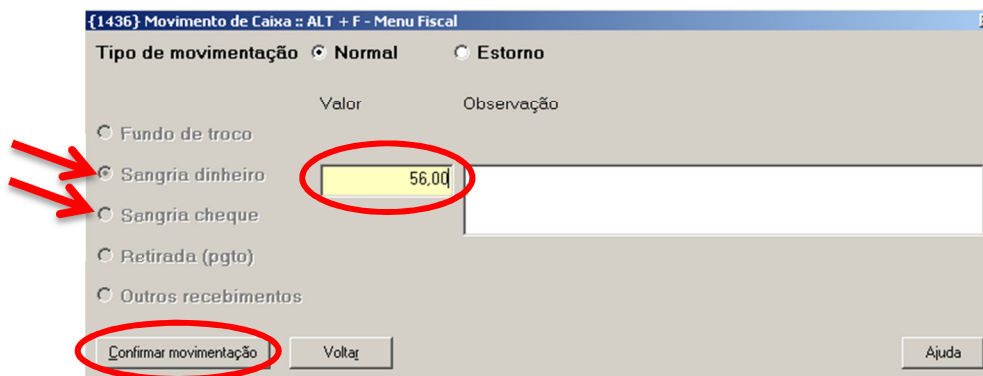 {1436} Movimento de Caixa :: ALT + F - Menu Fiscal
Tipo de movimentação Normal Estorno
Valor Observação
Fundo de troco
Sangria dinheiro 56,00
Sangria cheque
Retirada (pgto)
Outros recebimentos
Confirmar movimentação Voltar Ajuda